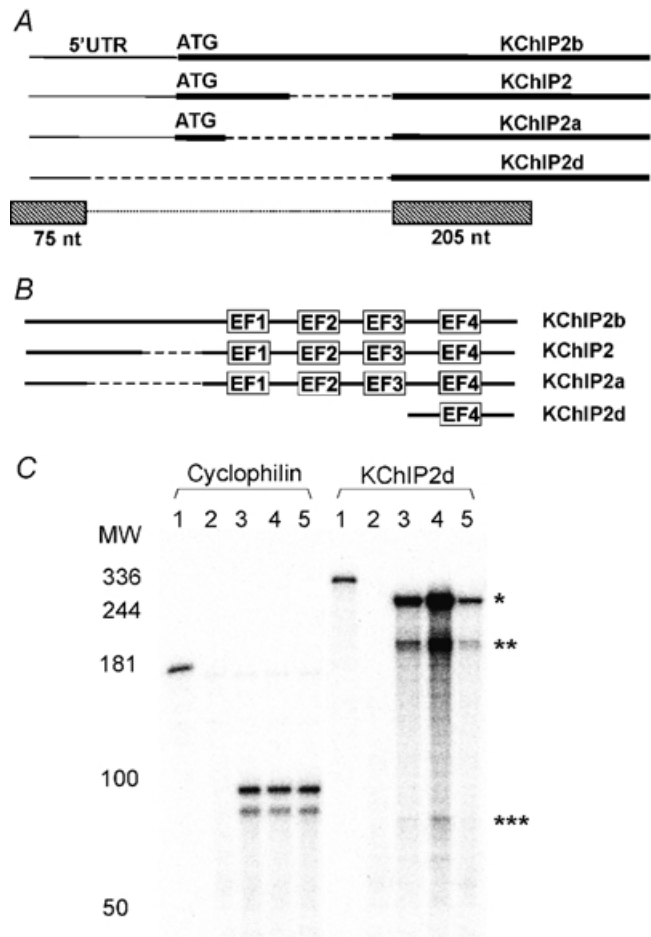 A
5'UTR ATG KChIP2b
ATG KChIP2
ATG KChIP2a
KChIP2d
75 nt 205 nt
B
EF1 EF2 EF3 EF4 KChIP2b
EF1 EF2 EF3 EF4 KChIP2
EF1 EF2 EF3 EF4 KChIP2a
EF4 KChIP2d
C
Cyclophilin KChIP2d
1 2 3 4 5 1 2 3 4 5
MW
336
244 *
181 **
100
***
50